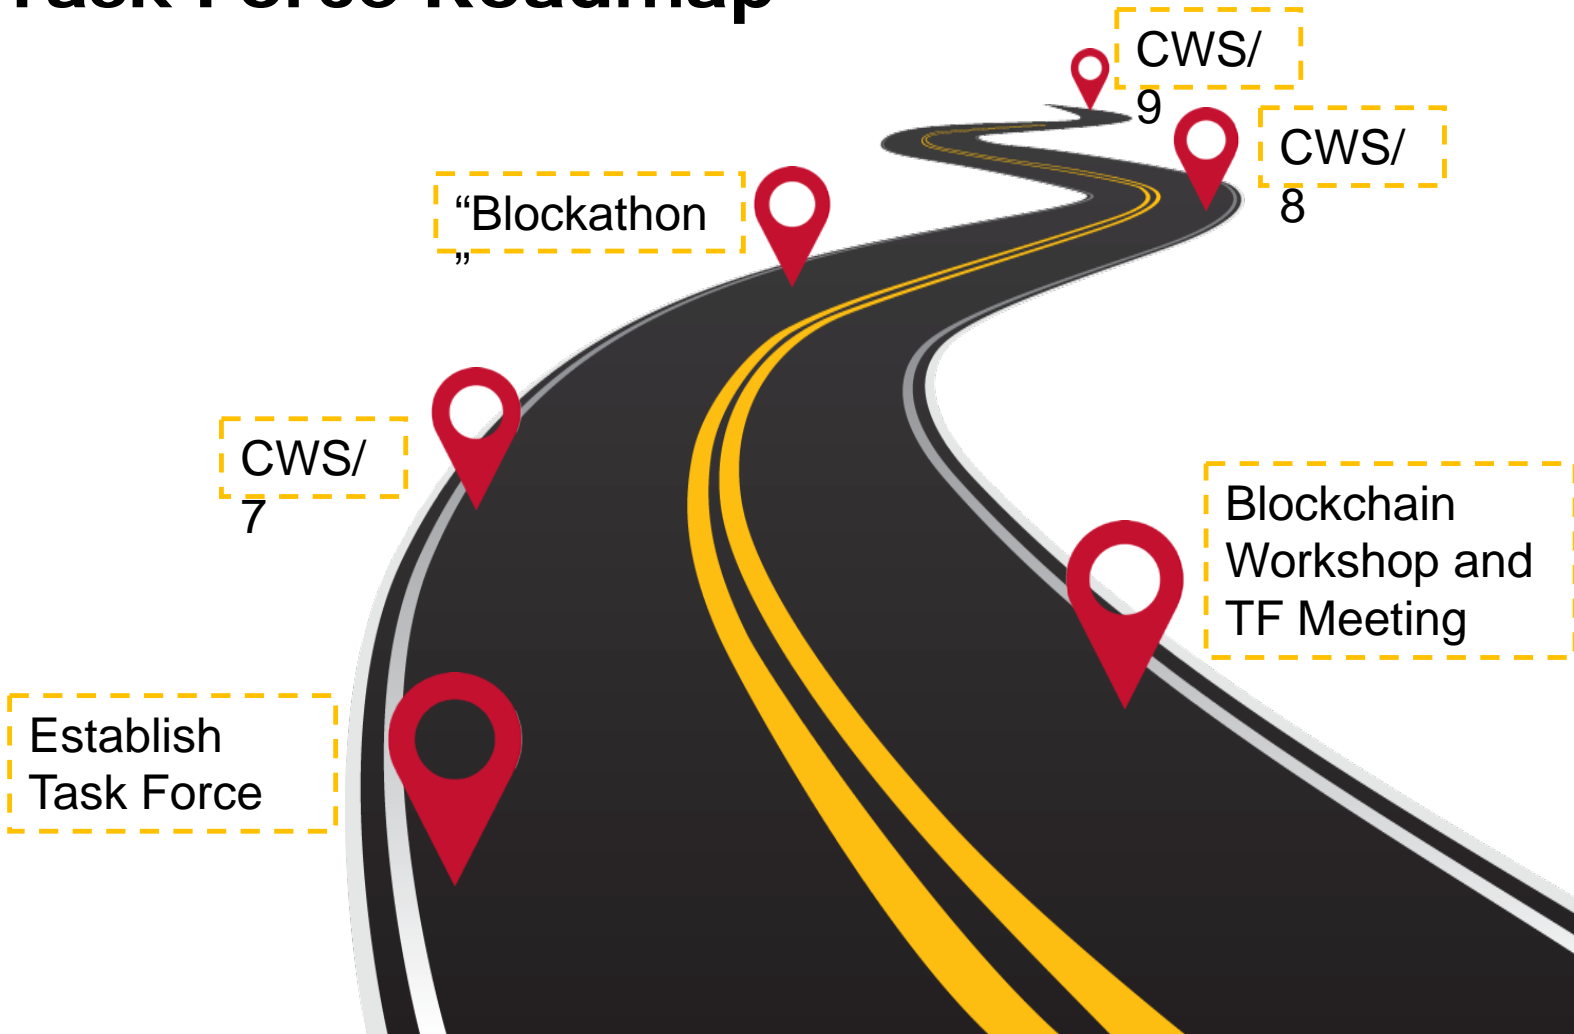 Task Force Roadmap
CWS/
9
CWS/
8
“Blockathon
”
CWS/
7
Blockchain
Workshop and
TF Meeting
Establish
Task Force